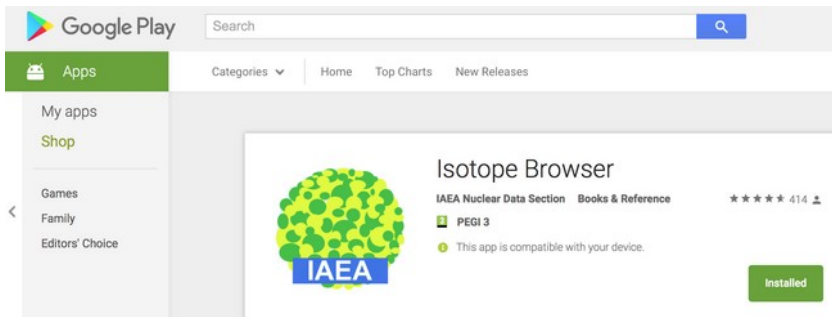 Google Play
Search
Apps
Categories
Home
Top Charts
New Releases
My apps
Shop
Games
Family
Editors' Choice
Isotope Browser
IAEA Nuclear Data Section Books & Reference
414
3 PEGI 3
This app is compatible with your device.
IAEA
Installed